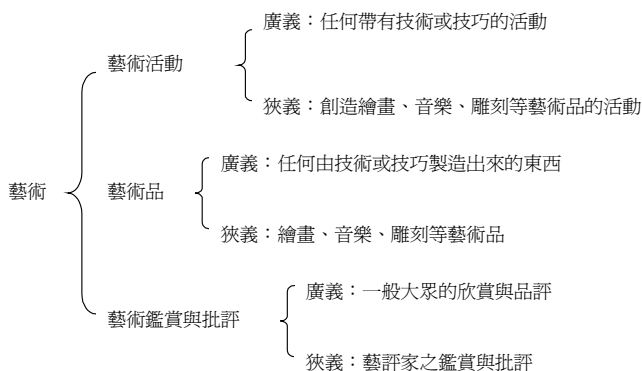 廣義：任何帶有技術或技巧的活動
藝術活動
狹義：創造繪畫、音樂、雕刻等藝術品的活動
廣義：任何由技術或技巧製造出來的東西
藝術
藝術品
狹義：繪畫、音樂、雕刻等藝術品
廣義：一般大眾的欣賞與品評
藝術鑑賞與批評
狹義：藝評家之鑑賞與批評